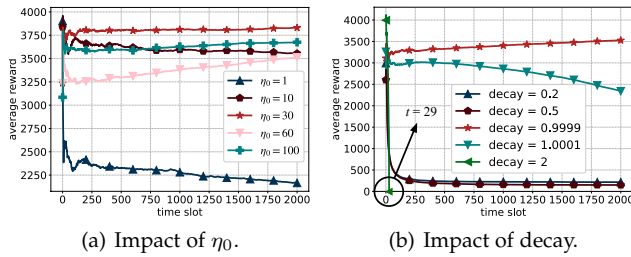 4000
3750
3500
3250
3000
2750
2500
2250
average reward
η₀ = 1
η₀ = 10
η₀ = 30
η₀ = 60
η₀ = 100
0 250 500 750 1000 1250 1500 1750 2000
time slot
(a) Impact of η₀.
4000
3500
3000
2500
2000
1500
1000
500
0
average reward
t = 29
decay = 0.2
decay = 0.5
decay = 0.9999
decay = 1.0001
decay = 2
0 250 500 750 1000 1250 1500 1750 2000
time slot
(b) Impact of decay.